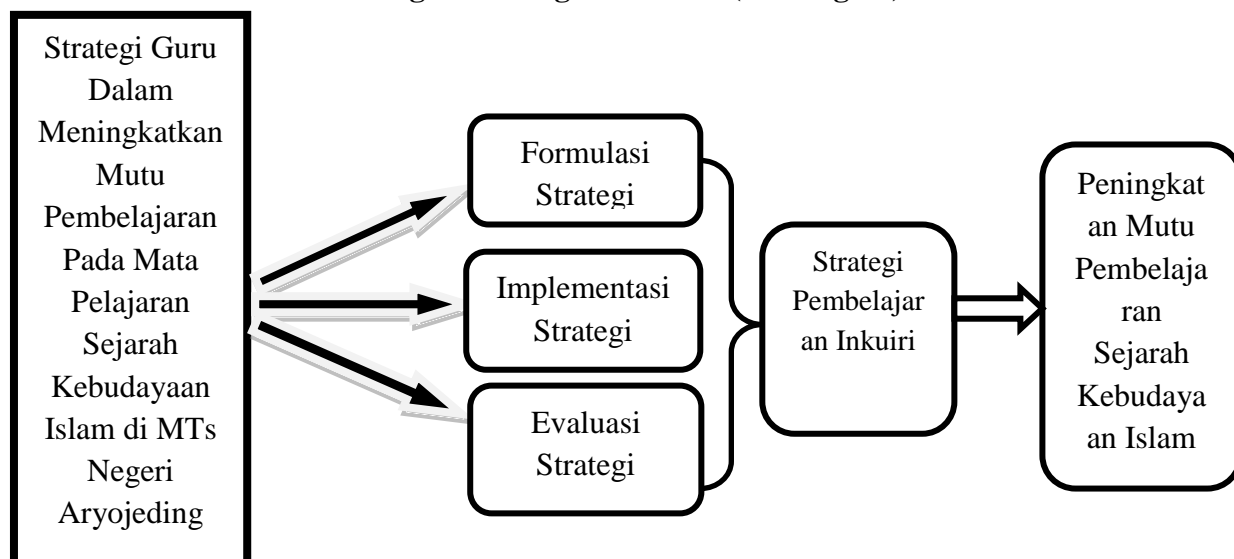 Strategi Guru
Dalam
Meningkatkan
Mutu
Pembelajaran
Pada Mata
Pelajaran
Sejarah
Kebudayaan
Islam di MTs
Negeri
Aryojeding
Formulasi
Strategi
Implementasi
Strategi
Evaluasi
Strategi
Strategi
Pembelajar
an Inkuiri
Peningkat
an Mutu
Pembelaja
ran
Sejarah
Kebudaya
an Islam